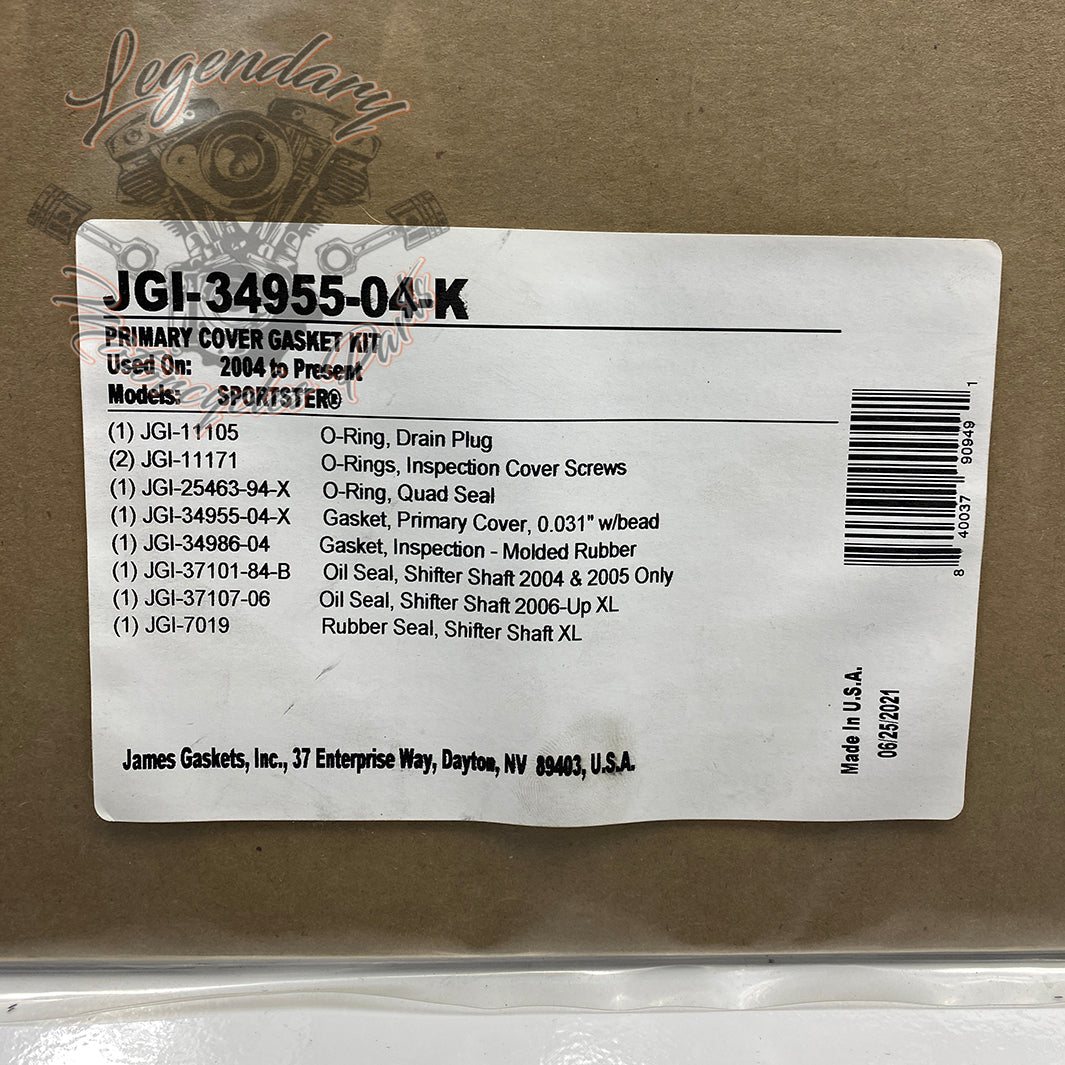 Legendary
Motorcycles Parts
JGI-34955-04-K
PRIMARY COVER GASKET KIT
Used On: 2004 to Present
Models: SPORTSTER®
(1) JGI-11105 O-Ring, Drain Plug
(2) JGI-11171 O-Rings, Inspection Cover Screws
(1) JGI-25463-94-X O-Ring, Quad Seal
(1) JGI-34955-04-X Gasket, Primary Cover, 0.031" w/bead
(1) JGI-34986-04 Gasket, Inspection - Molded Rubber
(1) JGI-37101-84-B Oil Seal, Shifter Shaft 2004 & 2005 Only
(1) JGI-37107-06 Oil Seal, Shifter Shaft 2006-Up XL
(1) JGI-7019 Rubber Seal, Shifter Shaft XL
James Gaskets, Inc., 37 Enterprise Way, Dayton, NV 89403, U.S.A.
8 40037 90949 1
Made In U.S.A.
06/25/2021